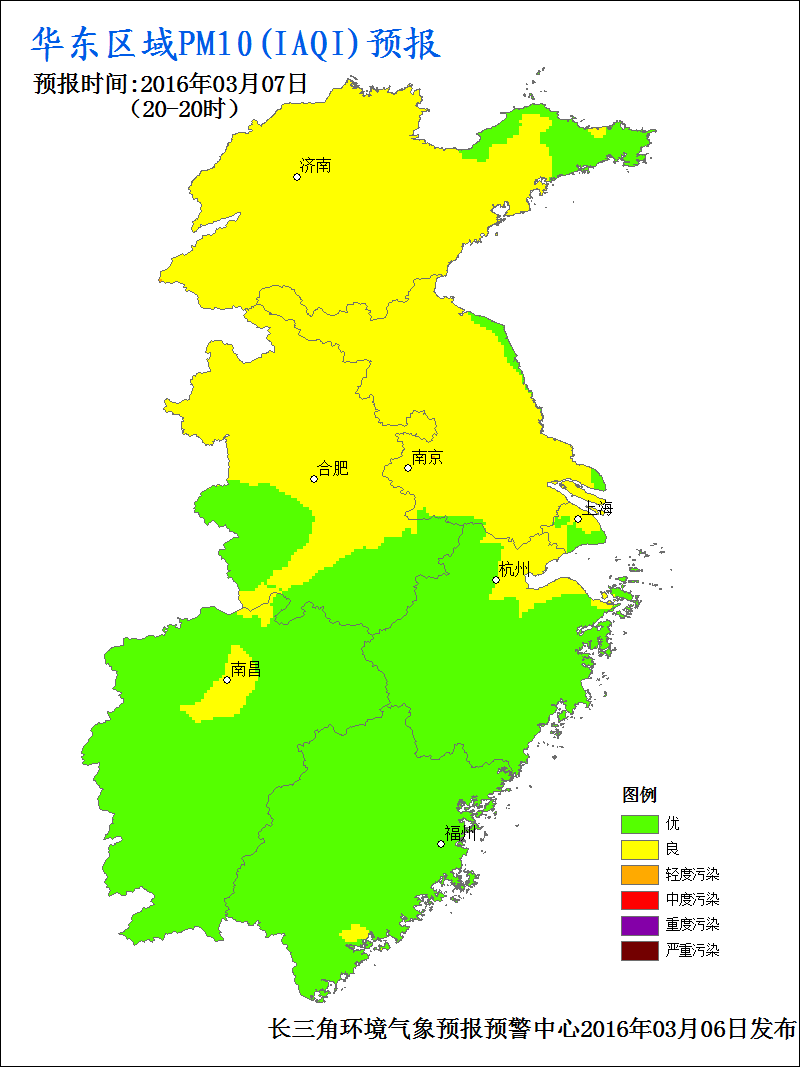 华东区域PM10(IAQI)预报
预报时间:2016年03月07日
(20-20时)
济南
合肥
南京
上海
杭州
南昌
福州
图例
优
良
轻度污染
中度污染
重度污染
严重污染
长三角环境气象预报预警中心2016年03月06日发布